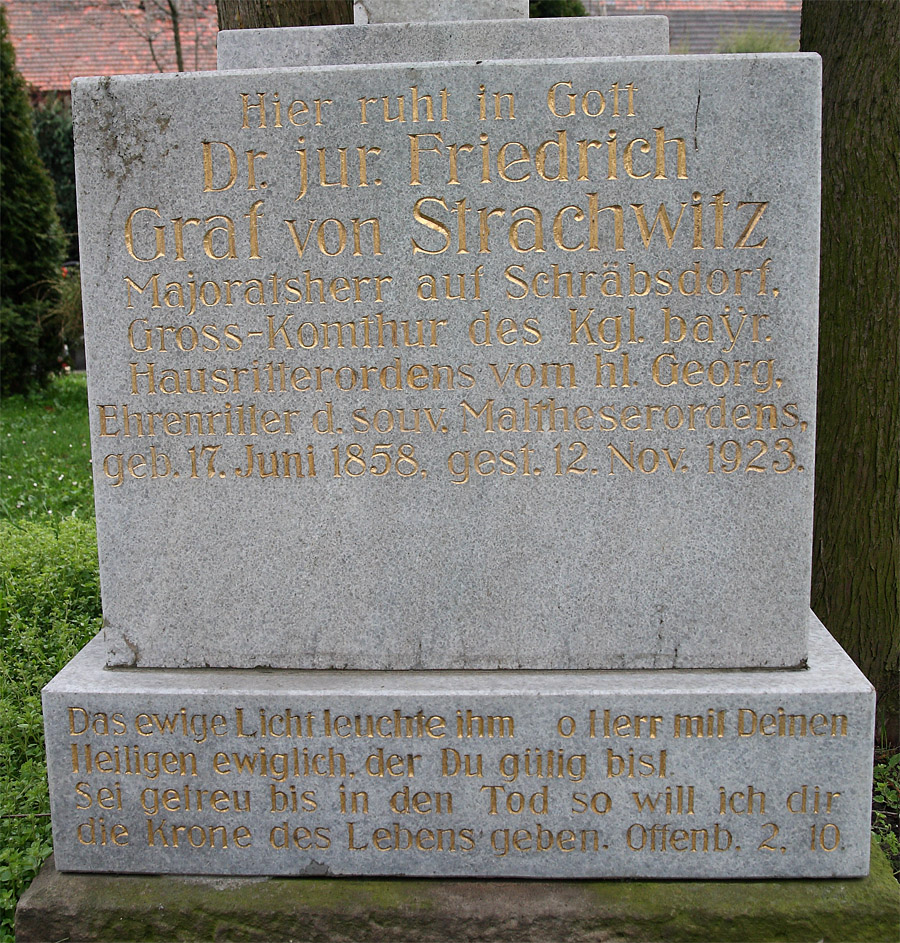 Hier ruht in Gott
Dr. jur. Friedrich
Graf von Strachwitz
Majoratsherr auf Schräbsdorf,
Gross-Komthur des Kgl. baÿr.
Hausritterordens vom hl. Georg,
Ehrenritter d. souv. Maltheserordens,
geb. 17. Juni 1858, gest. 12. Nov. 1923.
Das ewige Licht leuchte ihm o Herr mit Deinen
Heiligen ewiglich, der Du gütig bist.
Sei getreu bis in den Tod so will ich dir
die Krone des Lebens geben. Offenb. 2. 10.